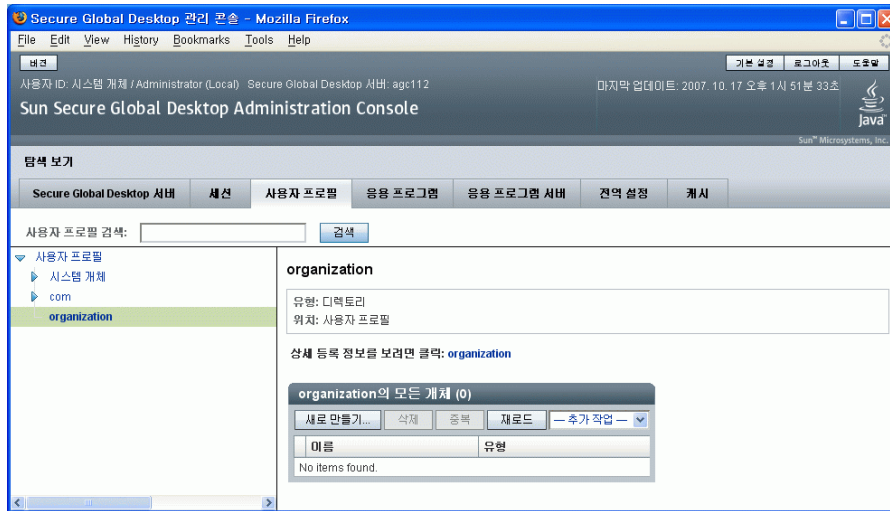 Secure Global Desktop 관리 콘솔 - Mozilla Firefox
File Edit View History Bookmarks Tools Help
버전 기본 설정 로그아웃 도움말
사용자 ID: 시스템 개체 / Administrator (Local) Secure Global Desktop 서버: agc112 마지막 업데이트: 2007. 10. 17 오후 1시 51분 33초
Sun Secure Global Desktop Administration Console
Java™
Sun™ Microsystems, Inc.
탐색 보기
Secure Global Desktop 서버 세션 사용자 프로필 응용 프로그램 응용 프로그램 서버 전역 설정 캐시
사용자 프로필 검색: 검색
사용자 프로필
시스템 개체
com
organization
organization
유형: 디렉토리
위치: 사용자 프로필
상세 등록 정보를 보려면 클릭: organization
organization의 모든 개체 (0)
새로 만들기... 삭제 중복 재로드 — 추가 작업 —
이름 유형
No items found.